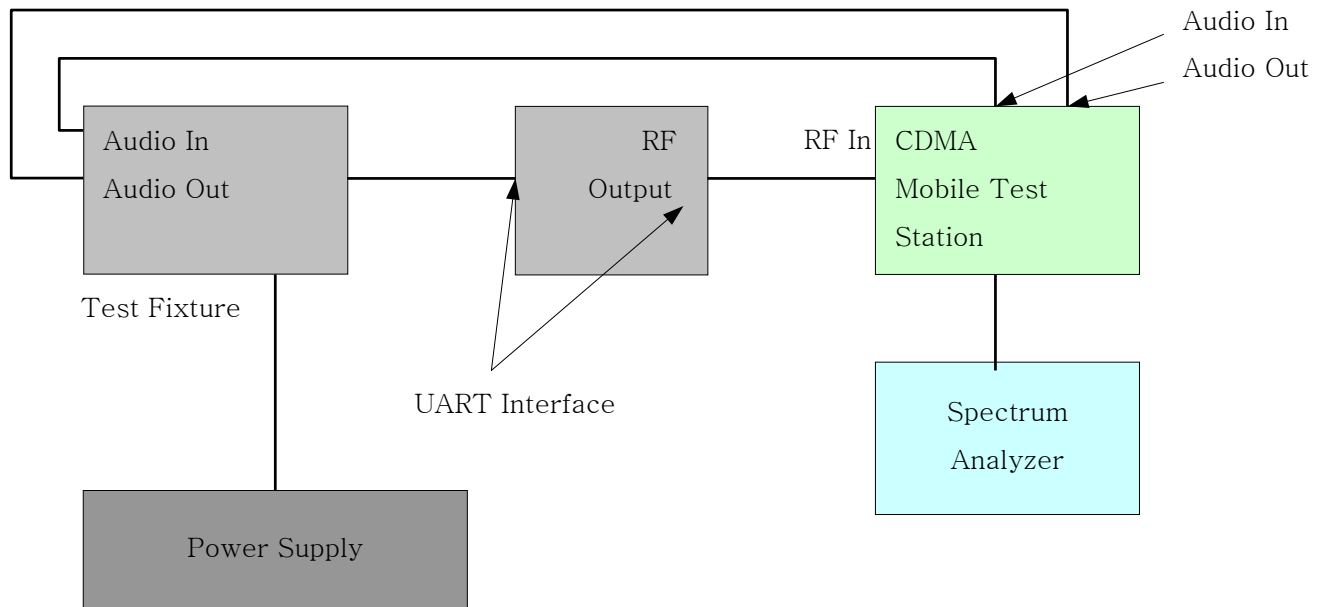 Audio In
Audio Out
Audio In
Audio Out
RF
Output
RF In
CDMA
Mobile Test
Station
Test Fixture
UART Interface
Spectrum
Analyzer
Power Supply